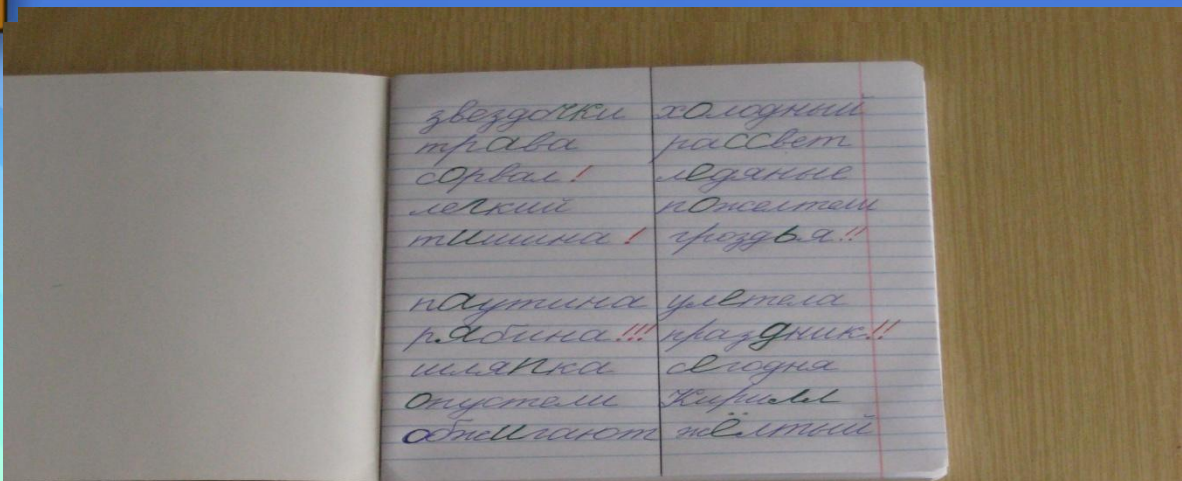 звездочки холодный
трава рассвет
сорвал! ледяные
легкий пожелтели
тишина! гроздья!!
паутина улетела
рябина!!! праздник!!
шляпка сегодня
опустели Кирилл
обжигают жёлтый